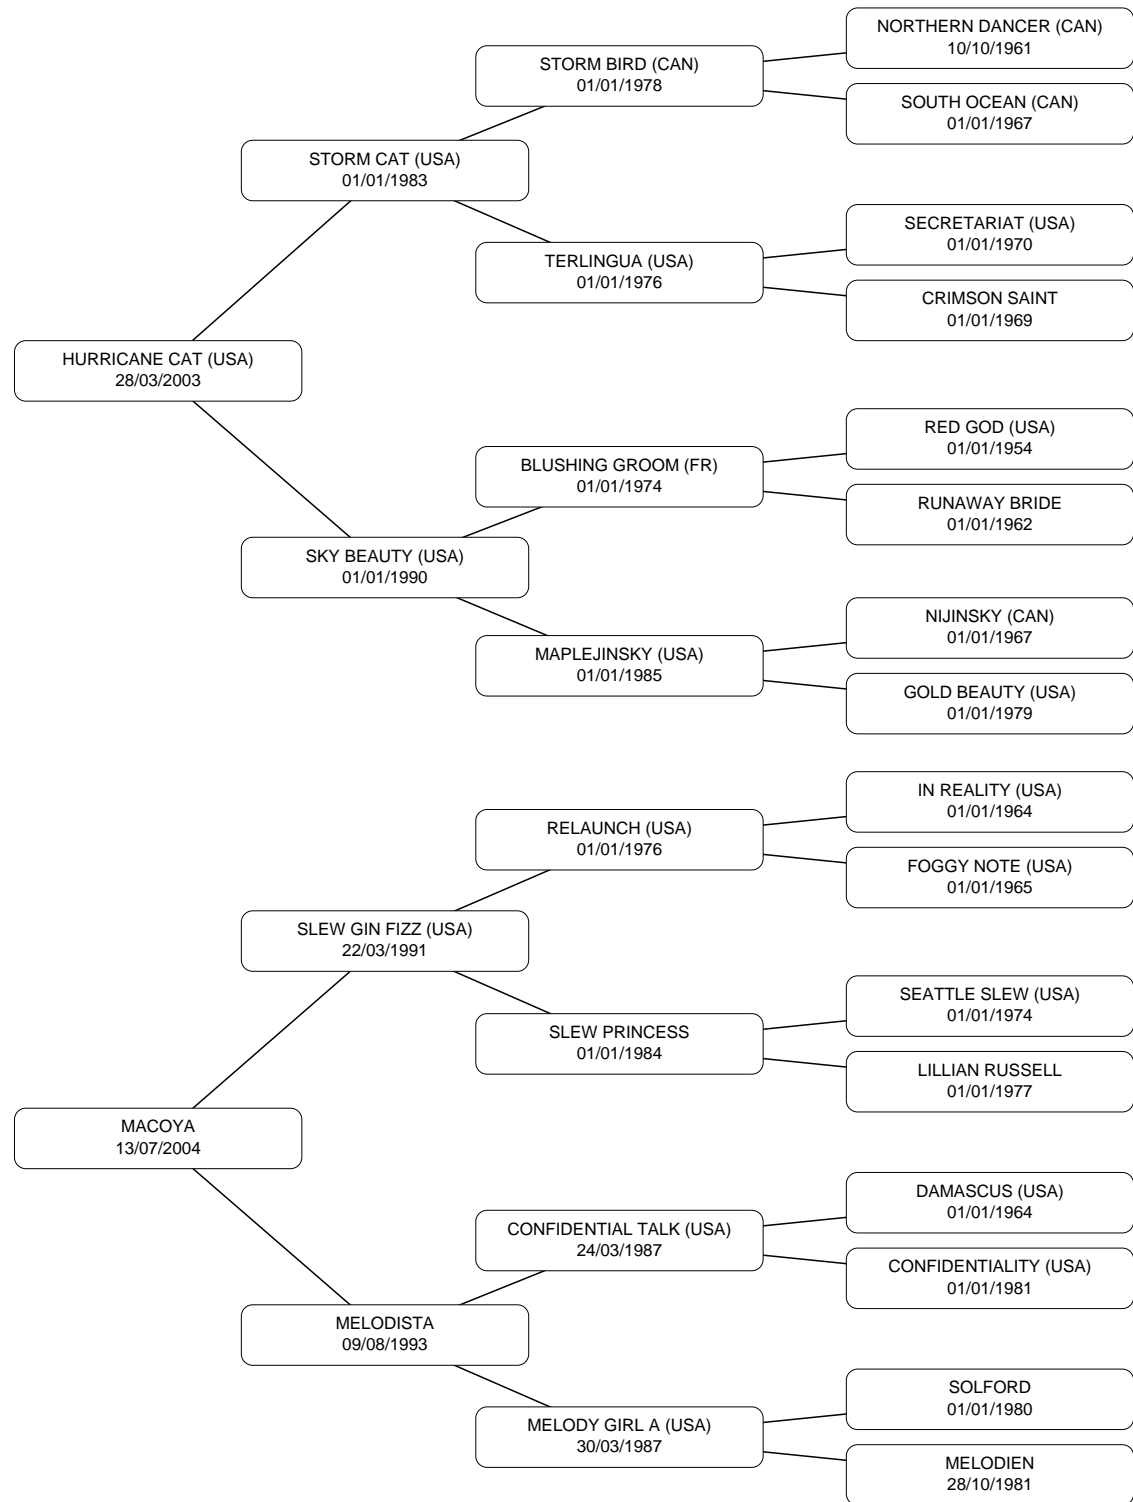 NORTHERN DANCER (CAN)
10/10/1961
STORM BIRD (CAN)
01/01/1978
SOUTH OCEAN (CAN)
01/01/1967
STORM CAT (USA)
01/01/1983
SECRETARIAT (USA)
01/01/1970
TERLINGUA (USA)
01/01/1976
CRIMSON SAINT
01/01/1969
HURRICANE CAT (USA)
28/03/2003
RED GOD (USA)
01/01/1954
BLUSHING GROOM (FR)
01/01/1974
RUNAWAY BRIDE
01/01/1962
SKY BEAUTY (USA)
01/01/1990
NIJINSKY (CAN)
01/01/1967
MAPLEJINSKY (USA)
01/01/1985
GOLD BEAUTY (USA)
01/01/1979
IN REALITY (USA)
01/01/1964
RELAUNCH (USA)
01/01/1976
FOGGY NOTE (USA)
01/01/1965
SLEW GIN FIZZ (USA)
22/03/1991
SEATTLE SLEW (USA)
01/01/1974
SLEW PRINCESS
01/01/1984
LILLIAN RUSSELL
01/01/1977
MACOYA
13/07/2004
DAMASCUS (USA)
01/01/1964
CONFIDENTIAL TALK (USA)
24/03/1987
CONFIDENTIALITY (USA)
01/01/1981
MELODISTA
09/08/1993
SOLFORD
01/01/1980
MELODY GIRL A (USA)
30/03/1987
MELODIEN
28/10/1981